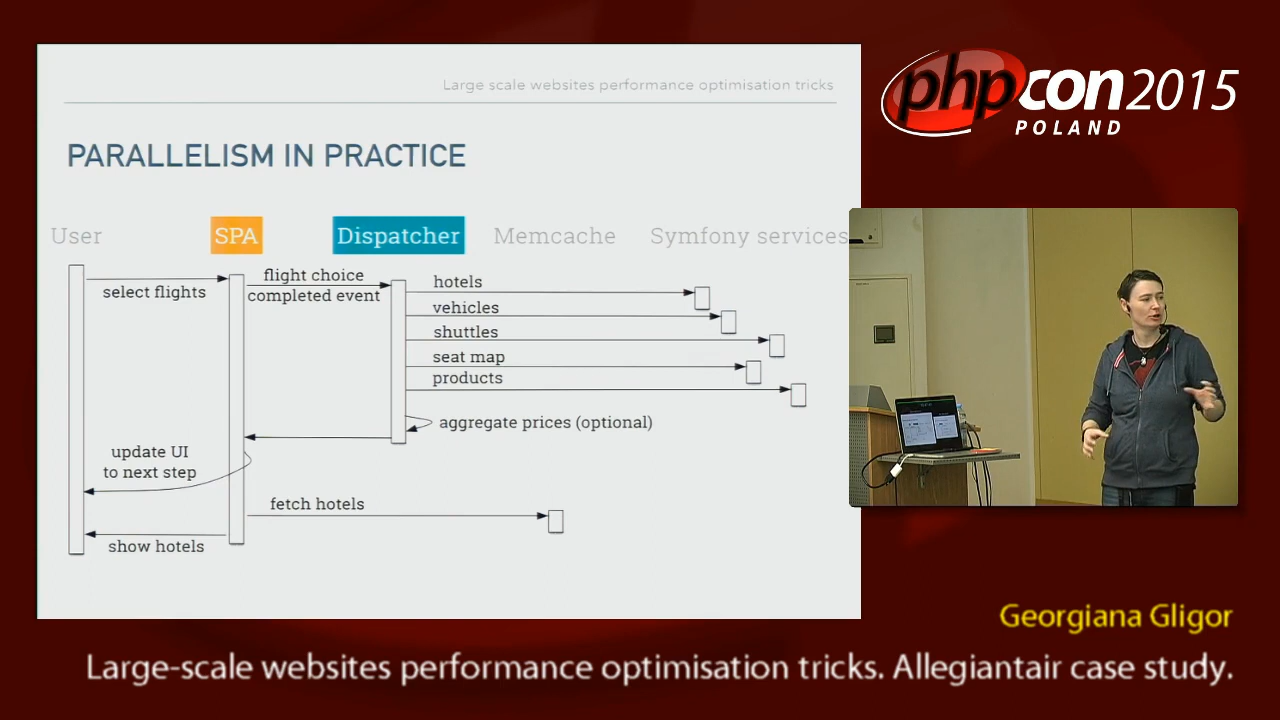 Large scale websites performance optimisation tricks
PARALLELISM IN PRACTICE
User
SPA
Dispatcher
Memcache
Symfony services
select flights
flight choice
completed event
hotels
vehicles
shuttles
seat map
products
aggregate prices (optional)
update UI
to next step
fetch hotels
show hotels
phpcon 2015
POLAND
Georgiana Gligor
Large-scale websites performance optimisation tricks. Allegiantair case study.